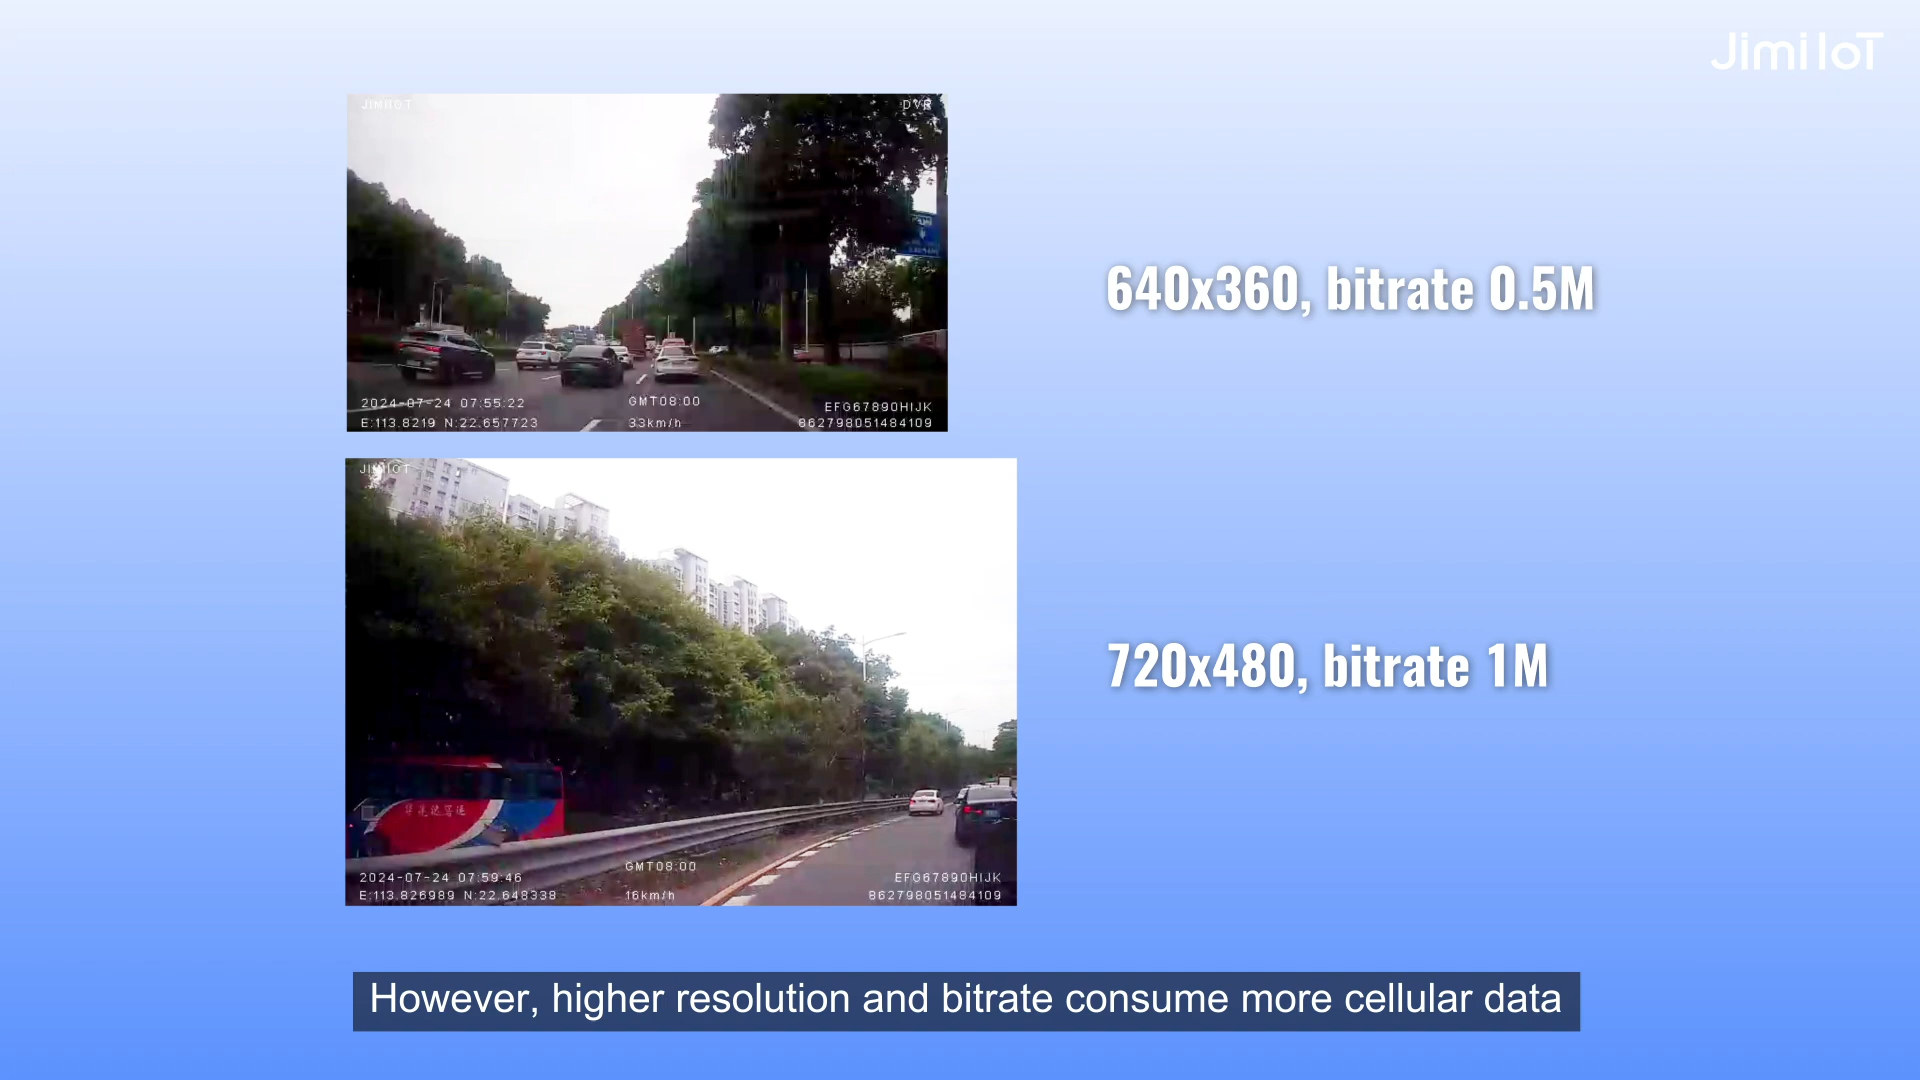 Jimi IoT
JIMIIOT
DVR
640x360, bitrate 0.5M
2024-07-24 07:55:22
GMT08:00
EFG67890HIJK
E:113.8219 N:22.657723
33km/h
862798051484109
JIMIIOT
720x480, bitrate 1M
GMT08:00
2024-07-24 07:59:46
EFG67890HIJK
E:113.826989 N:22.648338
16km/h
862798051484109
However, higher resolution and bitrate consume more cellular data